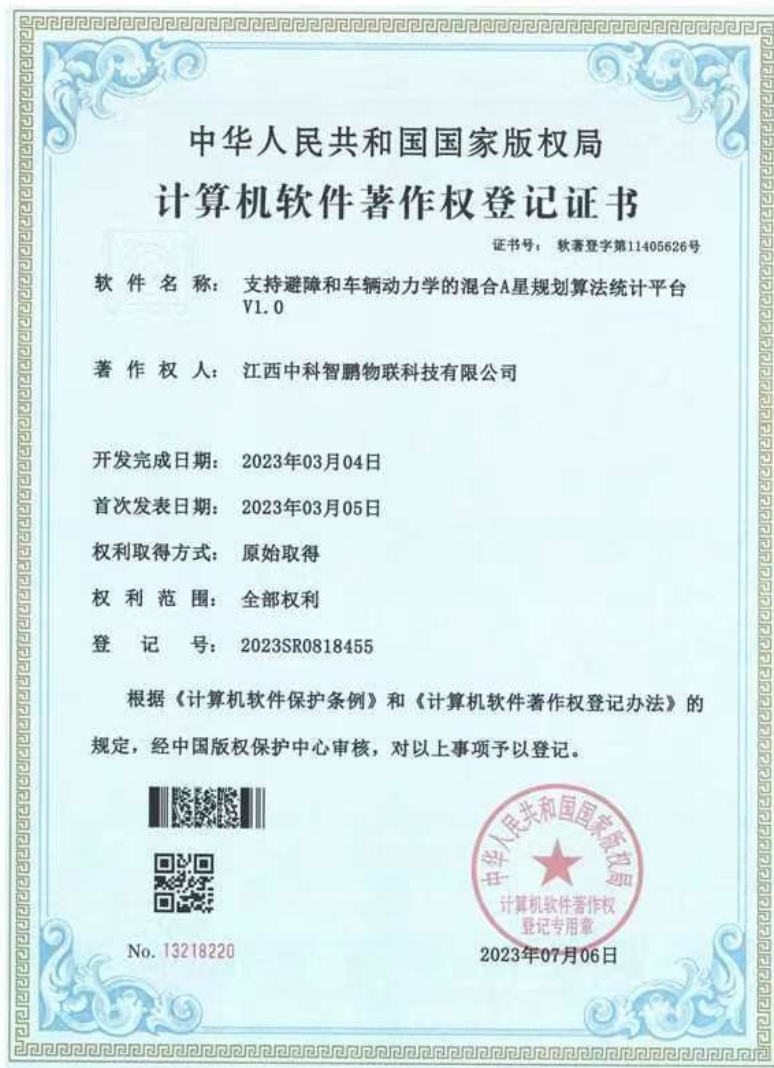 中华人民共和国国家版权局
计算机软件著作权登记证书
证书号： 软著登字第11405626号
软件名称： 支持避障和车辆动力学的混合A星规划算法统计平台
V1.0
著作权人： 江西中科智鹏物联科技有限公司
开发完成日期： 2023年03月04日
首次发表日期： 2023年03月05日
权利取得方式： 原始取得
权利范围： 全部权利
登记号： 2023SR0818455
根据《计算机软件保护条例》和《计算机软件著作权登记办法》的
规定，经中国版权保护中心审核，对以上事项予以登记。
中华人民共和国国家版权局
计算机软件著作权
登记专用章
No. 13218220
2023年07月06日